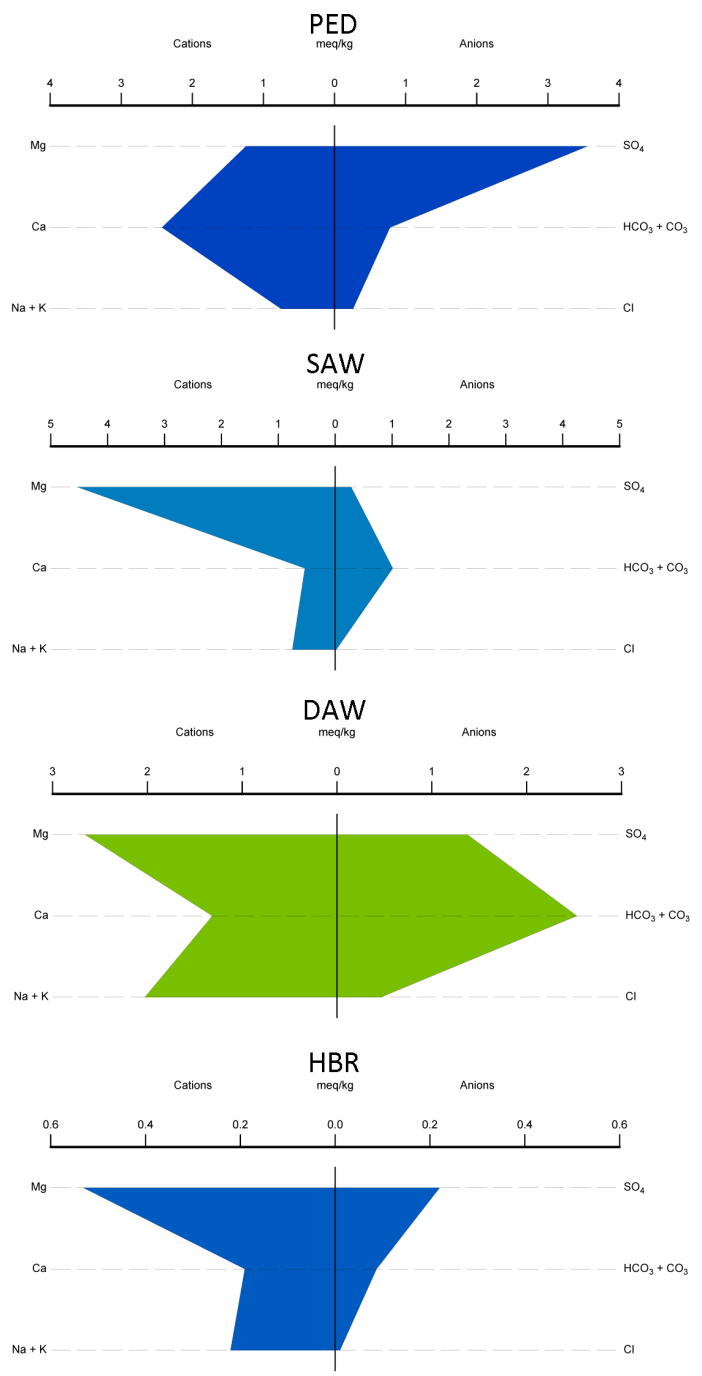 PED
Cations meq/kg Anions
4 3 2 1 0 1 2 3 4
Mg SO₄
Ca HCO₃ + CO₃
Na + K Cl
SAW
Cations meq/kg Anions
5 4 3 2 1 0 1 2 3 4 5
Mg SO₄
Ca HCO₃ + CO₃
Na + K Cl
DAW
Cations meq/kg Anions
3 2 1 0 1 2 3
Mg SO₄
Ca HCO₃ + CO₃
Na + K Cl
HBR
Cations meq/kg Anions
0.6 0.4 0.2 0.0 0.2 0.4 0.6
Mg SO₄
Ca HCO₃ + CO₃
Na + K Cl